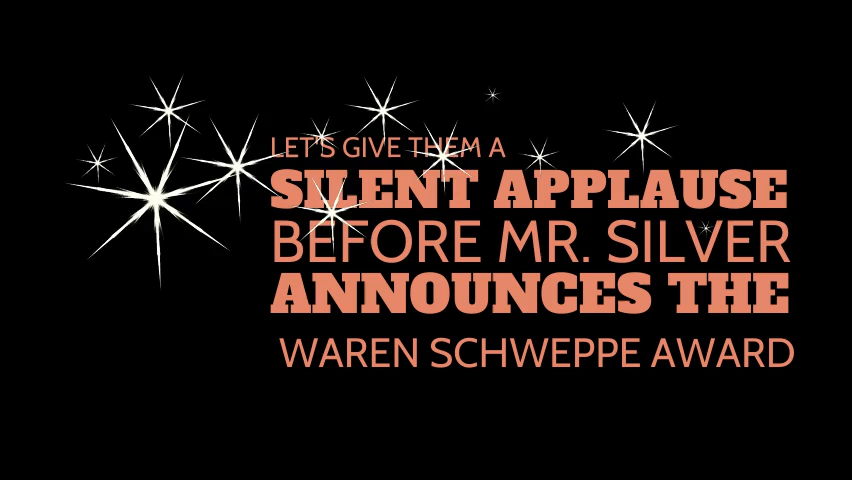 LET'S GIVE THEM A
SILENT APPLAUSE
BEFORE MR. SILVER
ANNOUNCES THE
WAREN SCHWEPPE AWARD